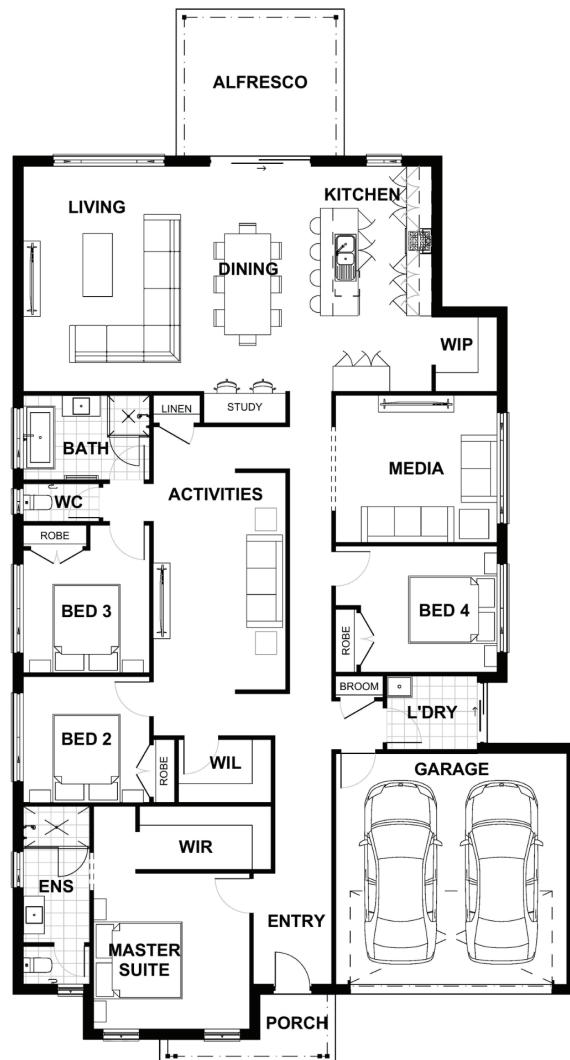 ALFRESCO
LIVING
KITCHEN
DINING
WIP
LINEN
STUDY
BATH
MEDIA
WC
ACTIVITIES
ROBE
BED 3
BED 4
ROBE
BROOM
L'DRY
BED 2
ROBE
WIL
GARAGE
WIR
ENS
ENTRY
MASTER
SUITE
PORCH